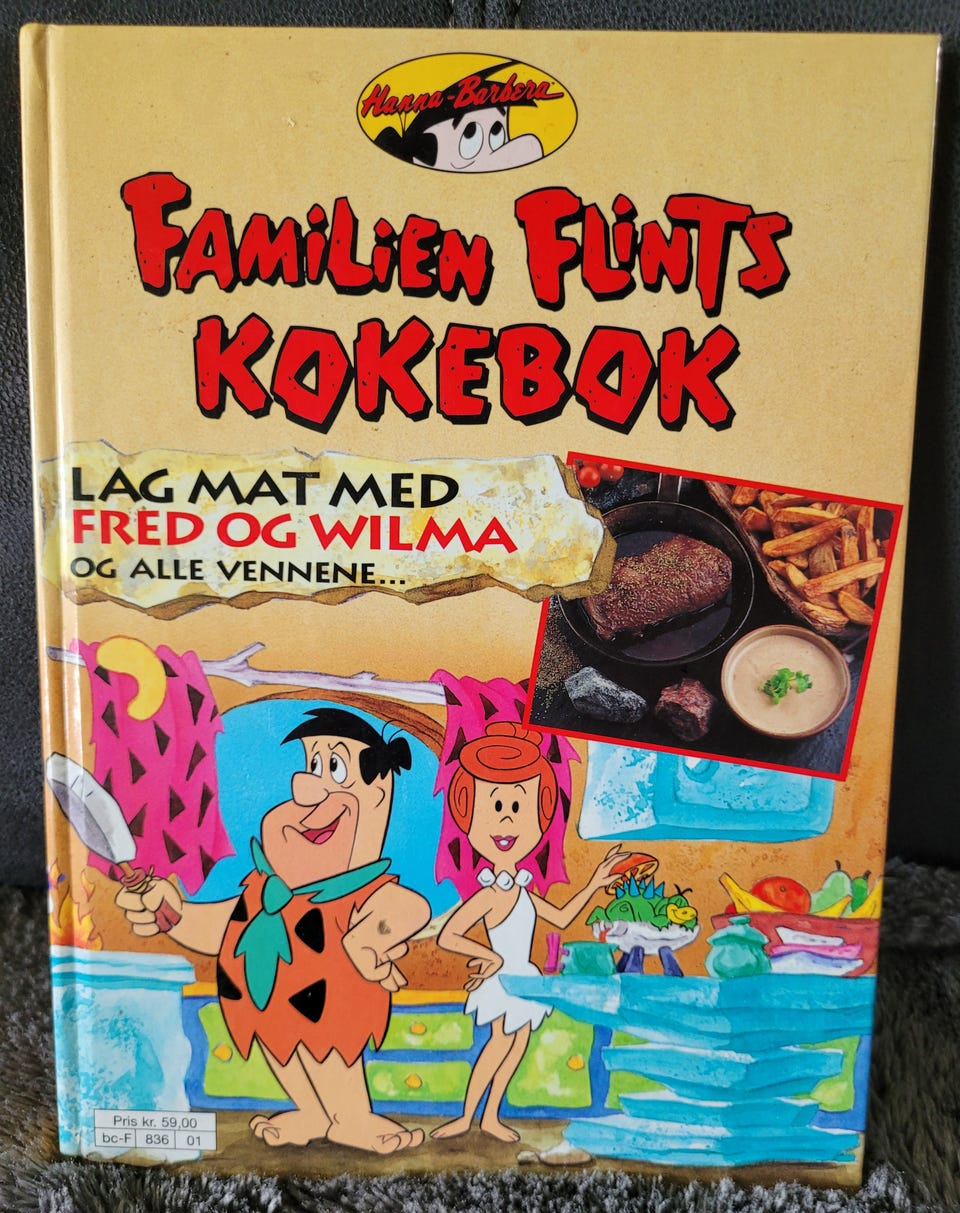 Hanna-Barbera
FAMiLiEN FLiNTS
KOKEBOK
LAG MAT MED
FRED OG WILMA
OG ALLE VENNENE...
Pris kr. 59,00
bc-F 836 01